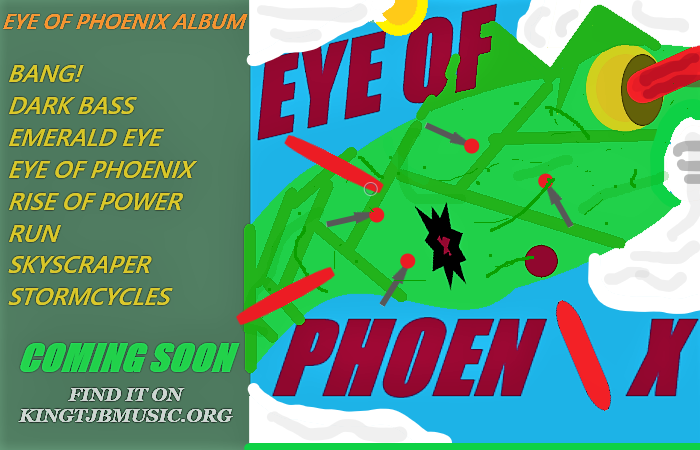 EYE OF PHOENIX ALBUM
BANG!
DARK BASS
EMERALD EYE
EYE OF PHOENIX
RISE OF POWER
RUN
SKYSCRAPER
STORMCYCLES
COMING SOON
FIND IT ON
KINGTJBMUSIC.ORG
EYE OF
PHOENIX